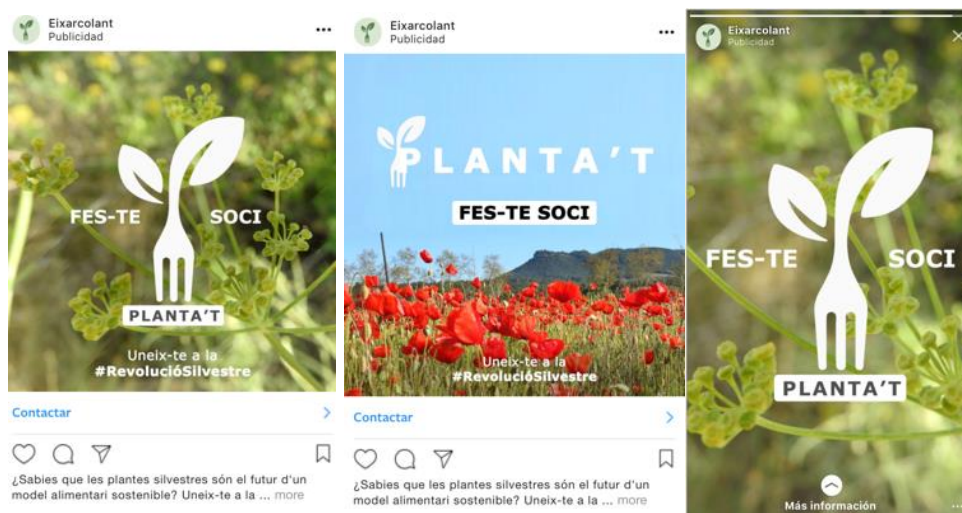 Eixarcolant
Publicidad
FES-TE SOCI
PLANTA'T
Uneix-te a la
#RevolucióSilvestre
Contactar
¿Sabies que les plantes silvestres són el futur d'un
model alimentari sostenible? Uneix-te a la ... more
Eixarcolant
Publicidad
PLANTA'T
FES-TE SOCI
Uneix-te a la
#RevolucióSilvestre
Contactar
¿Sabies que les plantes silvestres són el futur d'un
model alimentari sostenible? Uneix-te a la ... more
Eixarcolant
Publicidad
FES-TE SOCI
PLANTA'T
Más información